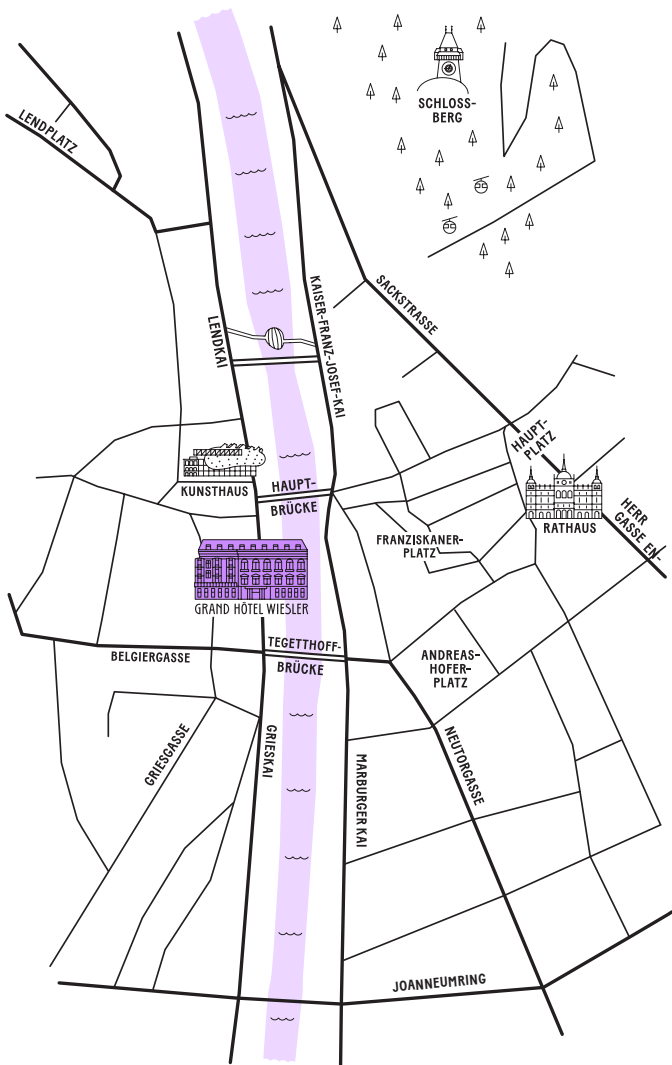 LENDPLATZ
SCHLOSS-
BERG
SACKSTRASSE
KAISER-FRANZ-JOSEF-KAI
LENDKAI
HAUPT-
PLATZ
KUNSTHAUS
HAUPT-
BRÜCKE
RATHAUS
HERR
GASSE EN-
FRANZISKANER-
PLATZ
GRAND HÔTEL WIESLER
TEGETTHOFF-
BRÜCKE
BELGIERGASSE
ANDREAS-
HOFER-
PLATZ
GRIESGASSE
GRIESKAI
MARBURGER KAI
NEUTORGASSE
JOANNEUMRING